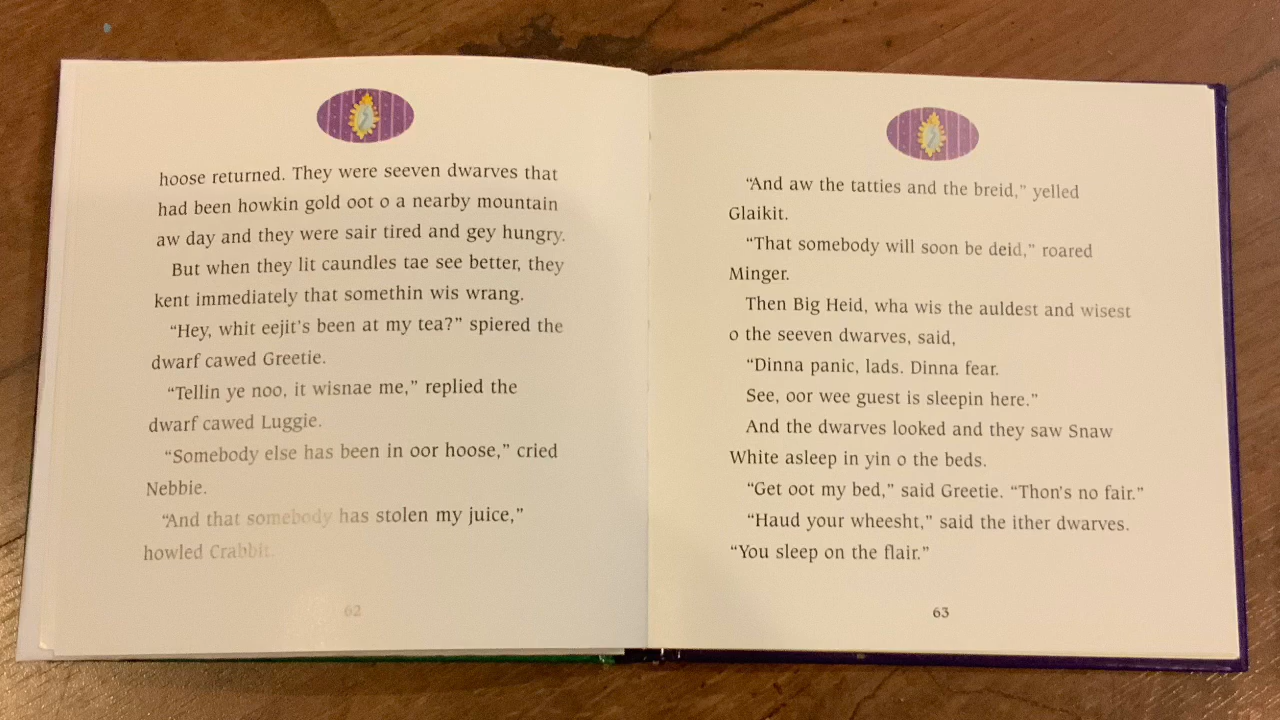 hoose returned. They were seeven dwarves that
had been howkin gold oot o a nearby mountain
aw day and they were sair tired and gey hungry.
But when they lit caundles tae see better, they
kent immediately that somethin wis wrang.
“Hey, whit eejit’s been at my tea?” spiered the
dwarf cawed Greetie.
“Tellin ye noo, it wisnae me,” replied the
dwarf cawed Luggie.
“Somebody else has been in oor hoose,” cried
Nebbie.
“And that somebody has stolen my juice,”
howled Crabbit.
62
“And aw the tatties and the breid,” yelled
Glaikit.
“That somebody will soon be deid,” roared
Minger.
Then Big Heid, wha wis the auldest and wisest
o the seeven dwarves, said,
“Dinna panic, lads. Dinna fear.
See, oor wee guest is sleepin here.”
And the dwarves looked and they saw Snaw
White asleep in yin o the beds.
“Get oot my bed,” said Greetie. “Thon’s no fair.”
“Haud your wheesht,” said the ither dwarves.
“You sleep on the flair.”
63